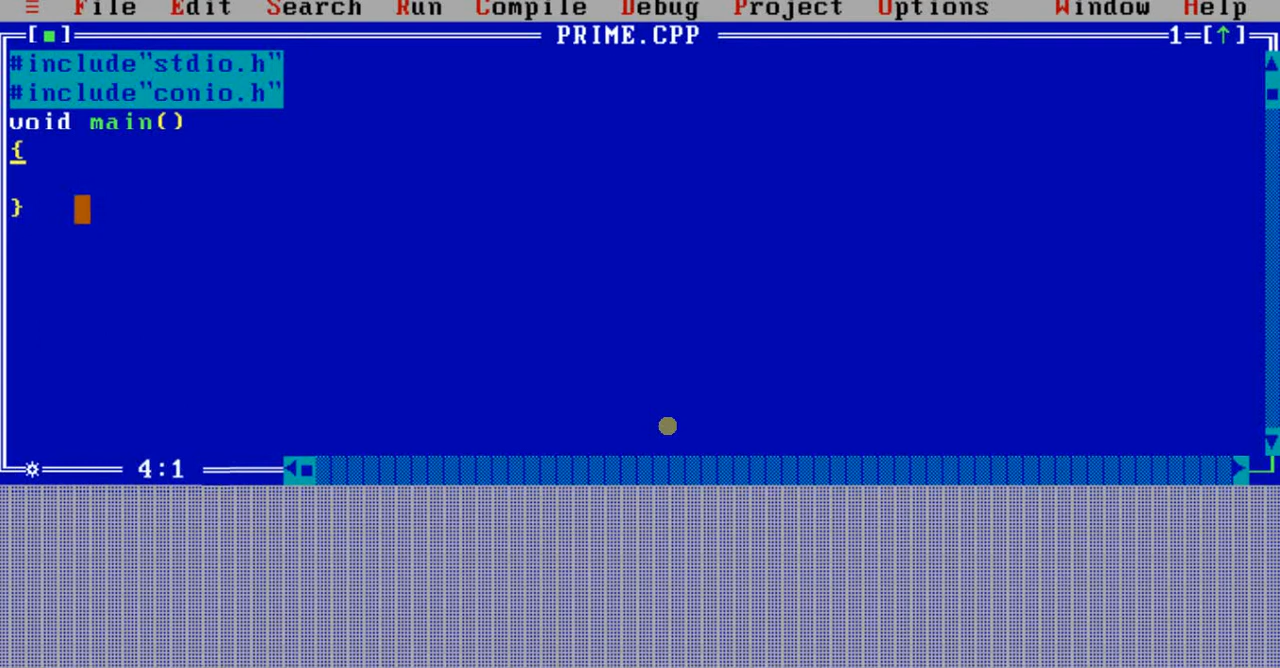 ≡ File Edit Search Run Compile Debug Project Options Window Help
[■] PRIME.CPP 1=[↑]
#include"stdio.h"
#include"conio.h"
void main()
{
}
4:1